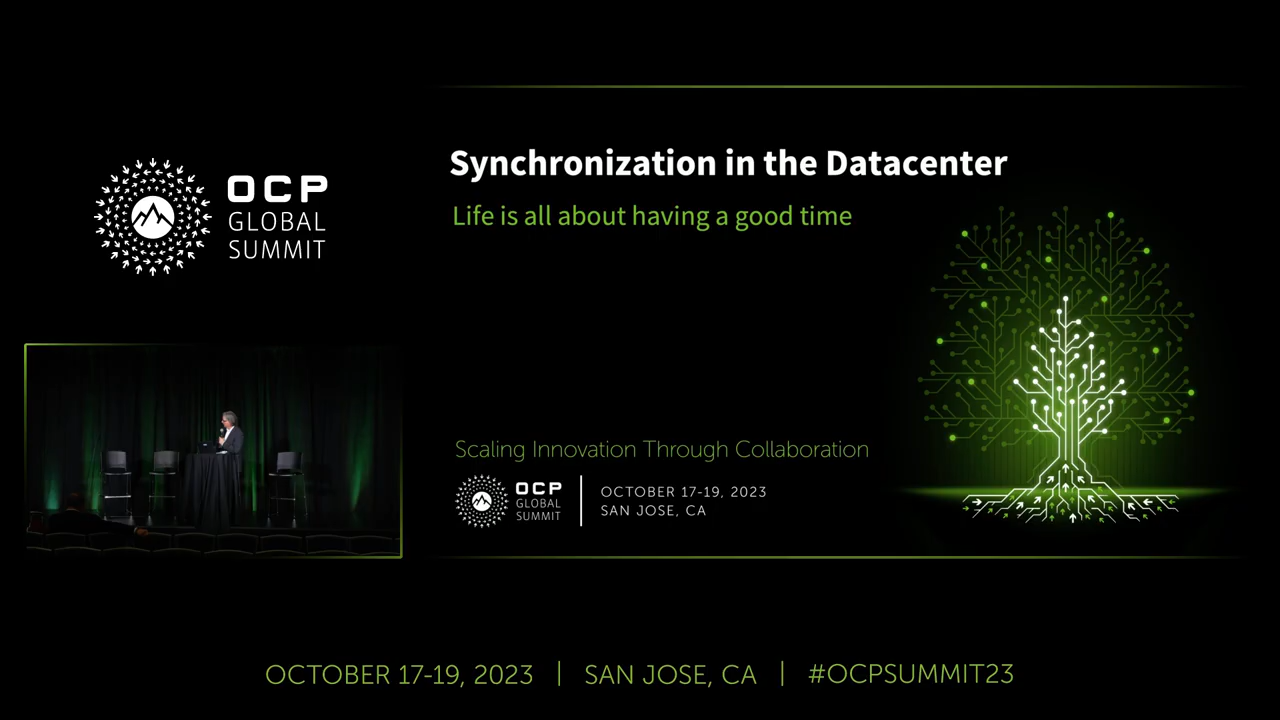 OCP
GLOBAL
SUMMIT
Synchronization in the Datacenter
Life is all about having a good time
Scaling Innovation Through Collaboration
OCP
GLOBAL
SUMMIT
OCTOBER 17-19, 2023
SAN JOSE, CA
OCTOBER 17-19, 2023 | SAN JOSE, CA | #OCPSUMMIT23